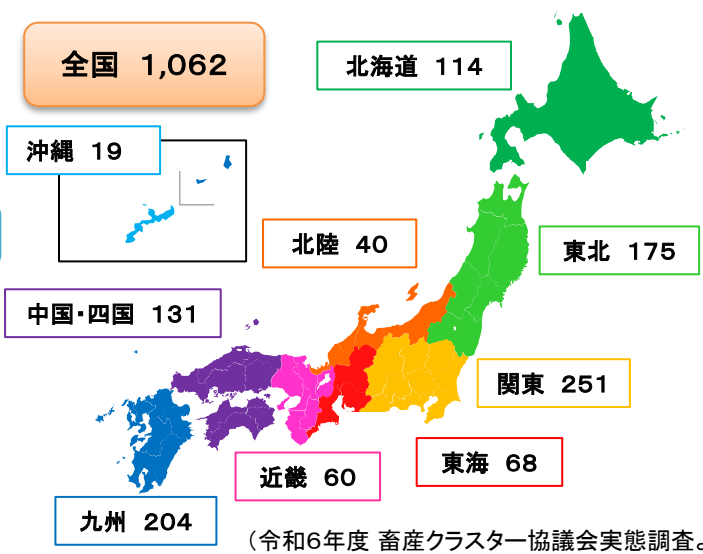 全国 1,062
北海道 114
沖縄 19
北陸 40
東北 175
中国・四国 131
関東 251
東海 68
近畿 60
九州 204
（令和６年度 畜産クラスター協議会実態調査